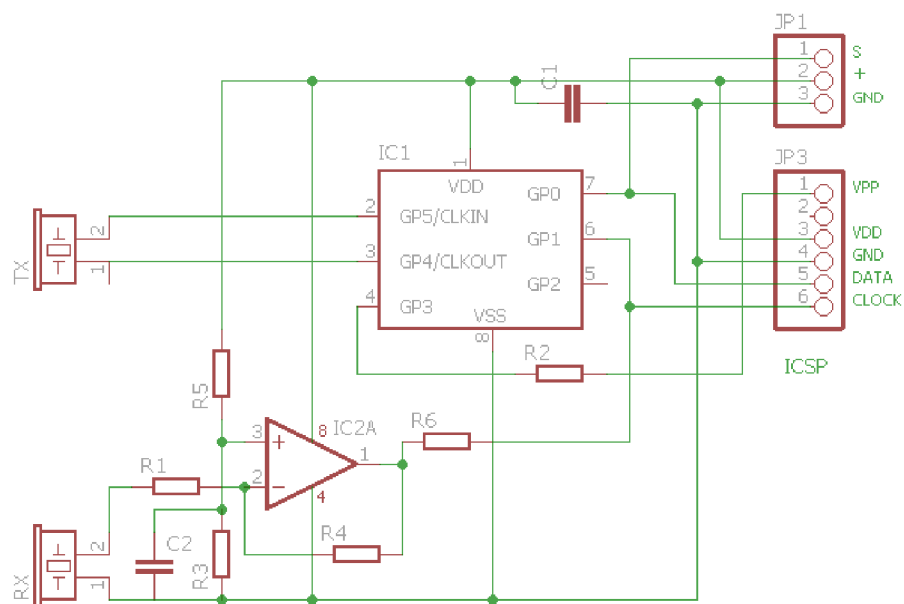 JP1
1 S
2 +
3 GND
C1
IC1
JP3
1
VDD
1 VPP
2
3 VDD
4 GND
5 DATA
6 CLOCK
ICSP
2 GP5/CLKIN
3 GP4/CLKOUT
4 GP3
GP0 7
GP1 6
GP2 5
VSS
8
TX
2
1
R2
R5
IC2A
3 +
2 -
8
4
1
R6
R1
R4
C2
R3
RX
2
1